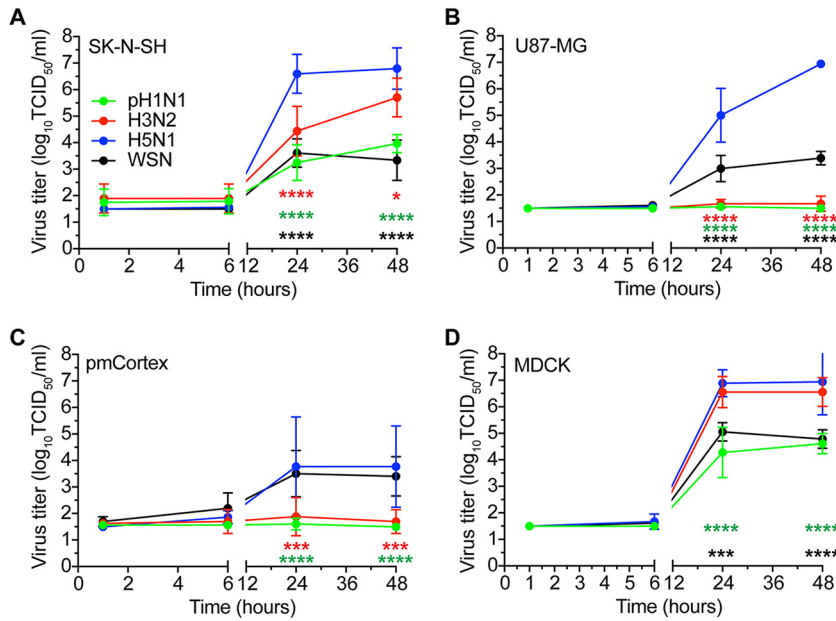 A
SK-N-SH
Virus titer (log10TCID50/ml)
8
7
6
5
4
3
2
1
0
pH1N1
H3N2
H5N1
WSN
**** *
**** ****
**** ****
0 2 4 6 12 24 36 48
Time (hours)
B
U87-MG
Virus titer (log10TCID50/ml)
8
7
6
5
4
3
2
1
0
**** ****
**** ****
**** ****
0 1 2 3 4 5 6 12 24 36 48
Time (hours)
C
pmCortex
Virus titer (log10TCID50/ml)
8
7
6
5
4
3
2
1
0
*** ***
**** ****
0 2 4 6 12 24 36 48
Time (hours)
D
MDCK
Virus titer (log10TCID50/ml)
8
7
6
5
4
3
2
1
0
**** ****
*** ****
0 1 2 3 4 5 6 12 24 36 48
Time (hours)